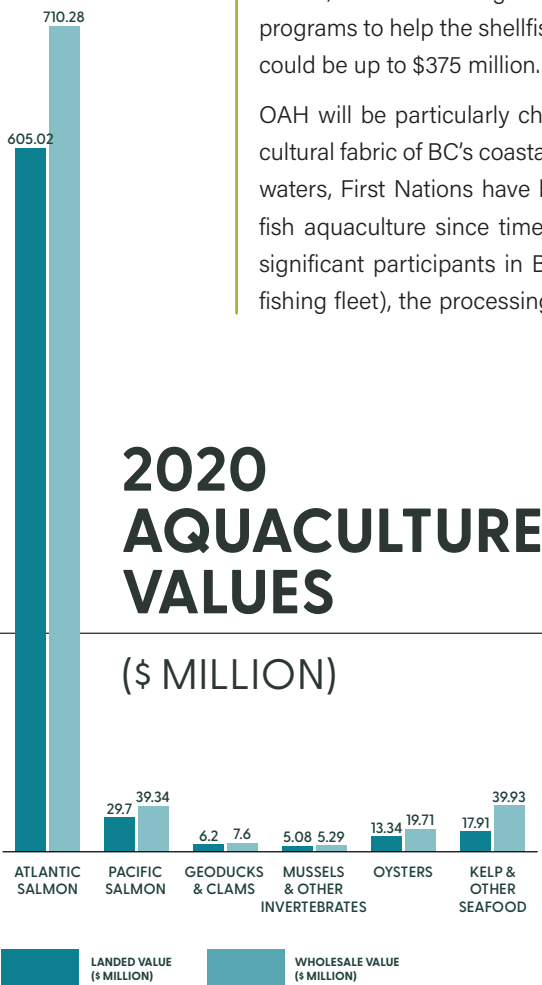 programs to help the
could be up to $375 million.
OAH will be particularly
cultural fabric of BC's
waters, First Nations have
fish aquaculture since time
significant participants in
fishing fleet), the
2020
AQUACULTURE
VALUES
($ MILLION)
710.28
605.02
29.7
39.34
6.2
7.6
5.08
5.29
13.34
19.71
17.91
39.93
ATLANTIC
SALMON
PACIFIC
SALMON
GEODUCKS
& CLAMS
MUSSELS
& OTHER
INVERTEBRATES
OYSTERS
KELP &
OTHER
SEAFOOD
LANDED VALUE
($ MILLION)
WHOLESALE VALUE
($ MILLION)